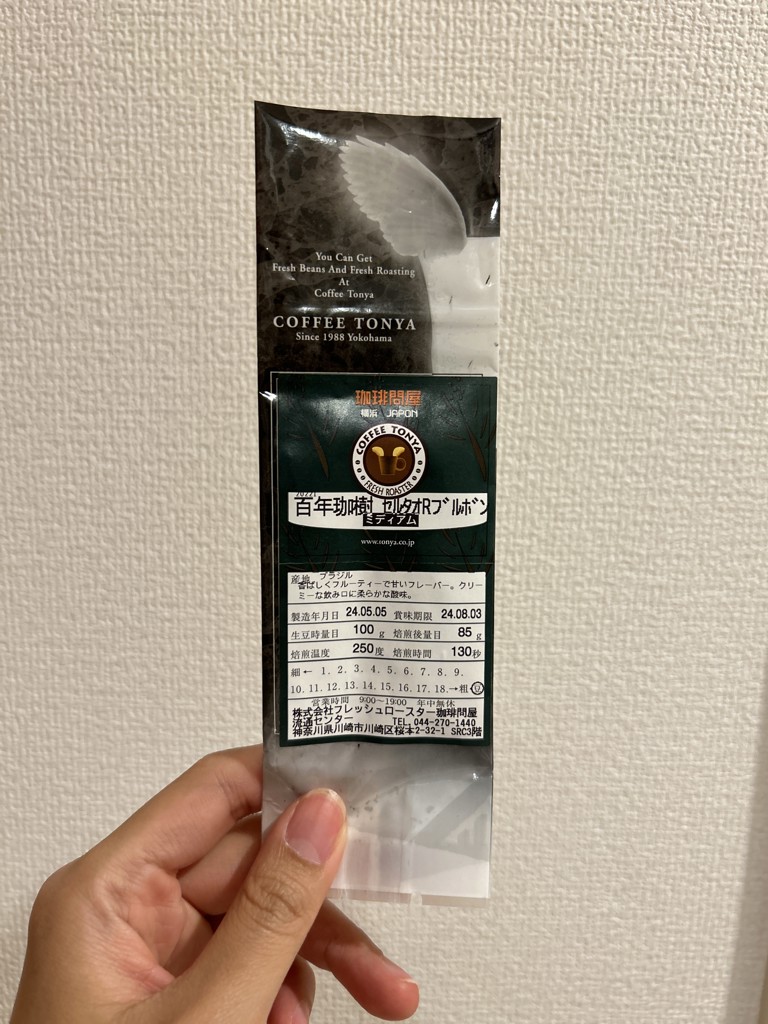 You Can Get
Fresh Beans And Fresh Roasting
At
Coffee Tonya
COFFEE TONYA
Since 1988 Yokohama
珈琲問屋
横浜 JAPON
COFFEE TONYA
FRESH ROASTER
百年珈樹 セルタオRブルボン
ミディアム
www.tonya.co.jp
産地 ブラジル
香ばしくフルーティーで甘いフレーバー。クリー
ミーな飲み口に柔らかな酸味。
製造年月日 24.05.05 賞味期限 24.08.03
生豆時量目 100 g 焙煎後量目 85 g
焙煎温度 250度 焙煎時間 130秒
細← 1. 2. 3. 4. 5. 6. 7. 8. 9.
10. 11. 12. 13. 14. 15. 16. 17. 18.→粗 豆
営業時間 9:00~19:00 年中無休
株式会社フレッシュロースター珈琲問屋
流通センター TEL. 044-270-1440
神奈川県川崎市川崎区桜本2-32-1 SRC3階